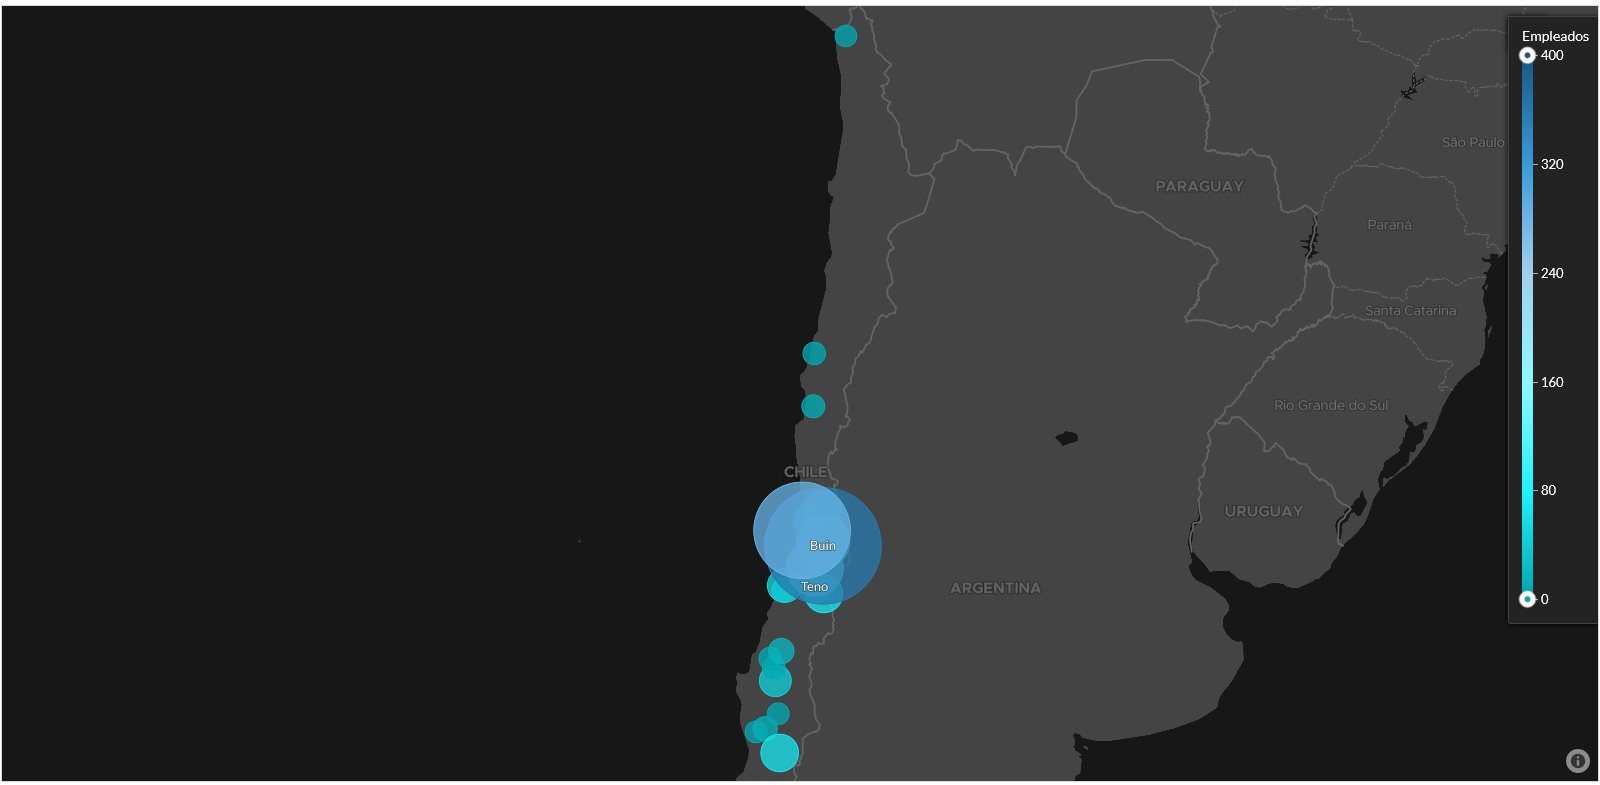 Empleados
400
São Paulo
320
PARAGUAY
Paraná
240
Santa Catarina
160
Rio Grande do Sul
CHILE
80
URUGUAY
Buin
Teno
ARGENTINA
0